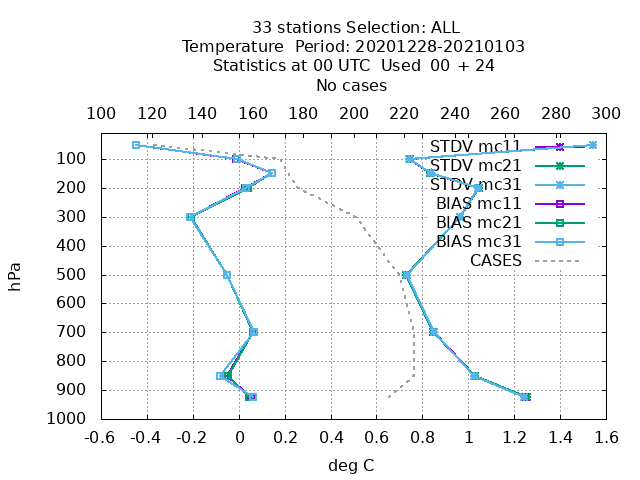 33 stations Selection: ALL
Temperature  Period: 20201228-20210103
Statistics at 00 UTC  Used  00 + 24
No cases
100 120 140 160 180 200 220 240 260 280 300
STDV mc11
STDV mc21
STDV mc31
BIAS mc11
BIAS mc21
BIAS mc31
CASES
100
200
300
400
500
600
700
800
900
1000
hPa
-0.6 -0.4 -0.2 0 0.2 0.4 0.6 0.8 1 1.2 1.4 1.6
deg C